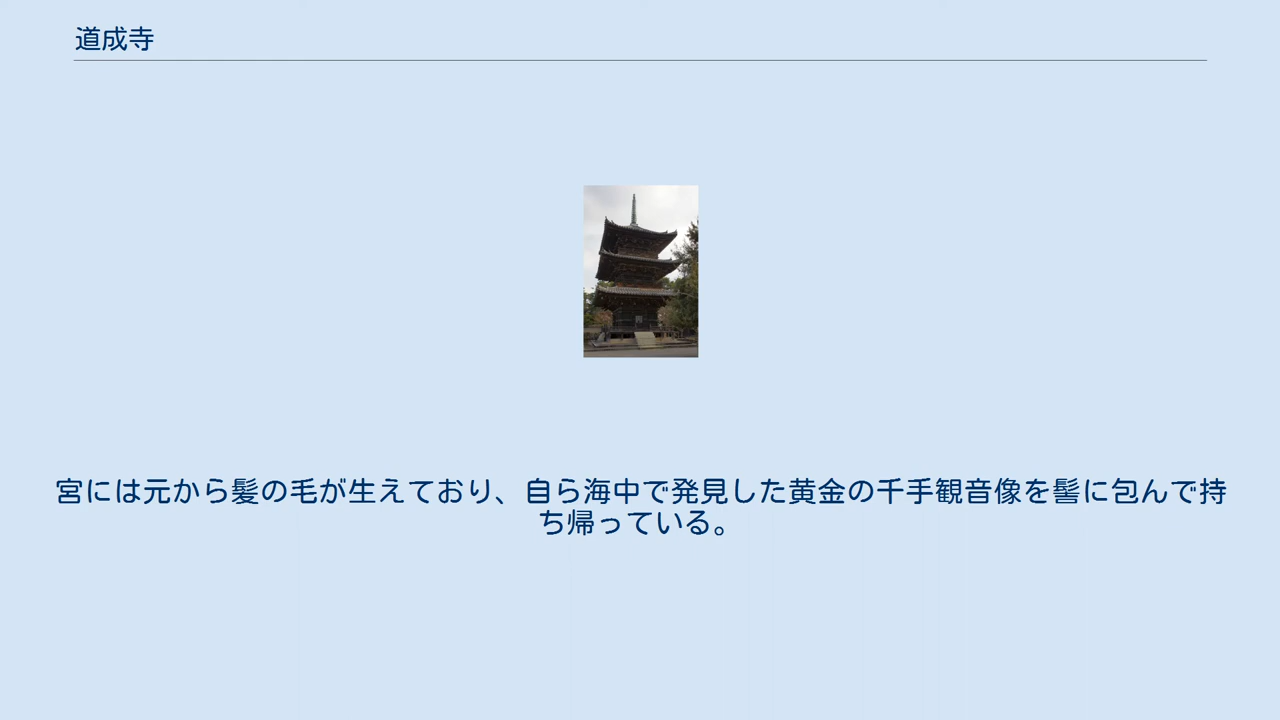 道成寺
宮には元から髪の毛が生えており、自ら海中で発見した黄金の千手観音像を髻に包んで持
ち帰っている。